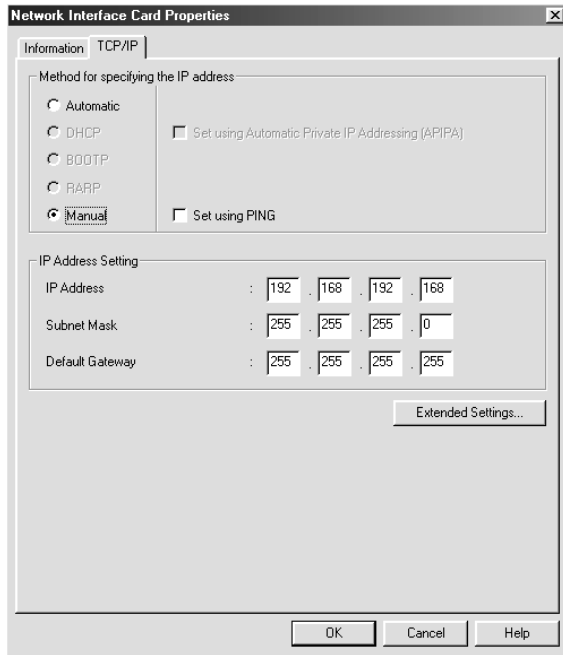 Network Interface Card Properties
Information TCP/IP
Method for specifying the IP address
Automatic
DHCP Set using Automatic Private IP Addressing (APIPA)
BOOTP
RARP
Manual Set using PING
IP Address Setting
IP Address : 192 . 168 . 192 . 168
Subnet Mask : 255 . 255 . 255 . 0
Default Gateway : 255 . 255 . 255 . 255
Extended Settings...
OK Cancel Help